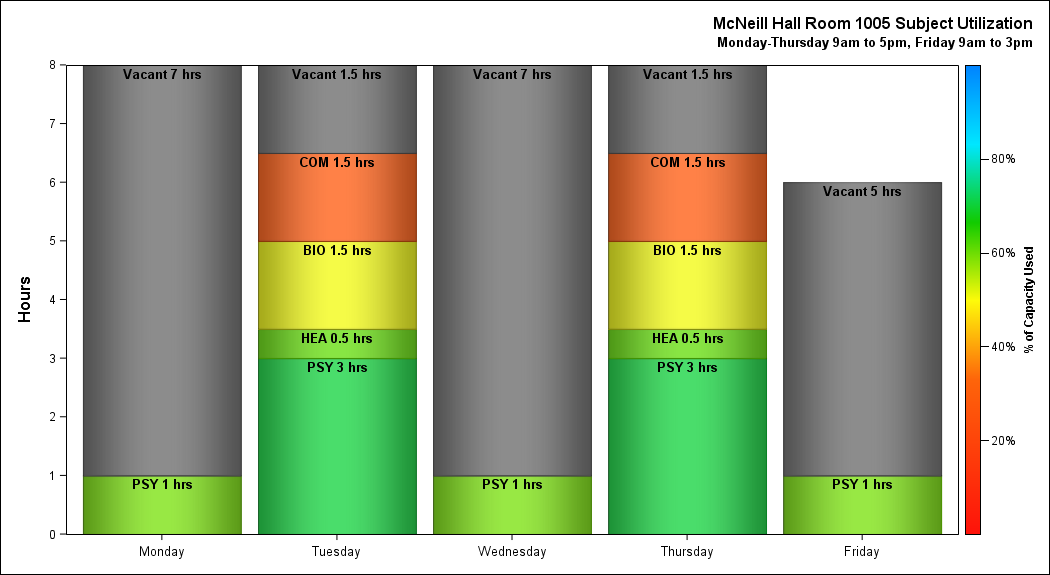 McNeill Hall Room 1005 Subject Utilization
Monday-Thursday 9am to 5pm, Friday 9am to 3pm
Hours
8
7
6
5
4
3
2
1
0
Vacant 7 hrs
PSY 1 hrs
Vacant 1.5 hrs
COM 1.5 hrs
BIO 1.5 hrs
HEA 0.5 hrs
PSY 3 hrs
Vacant 7 hrs
PSY 1 hrs
Vacant 1.5 hrs
COM 1.5 hrs
BIO 1.5 hrs
HEA 0.5 hrs
PSY 3 hrs
Vacant 5 hrs
PSY 1 hrs
Monday
Tuesday
Wednesday
Thursday
Friday
80%
60%
40%
20%
% of Capacity Used